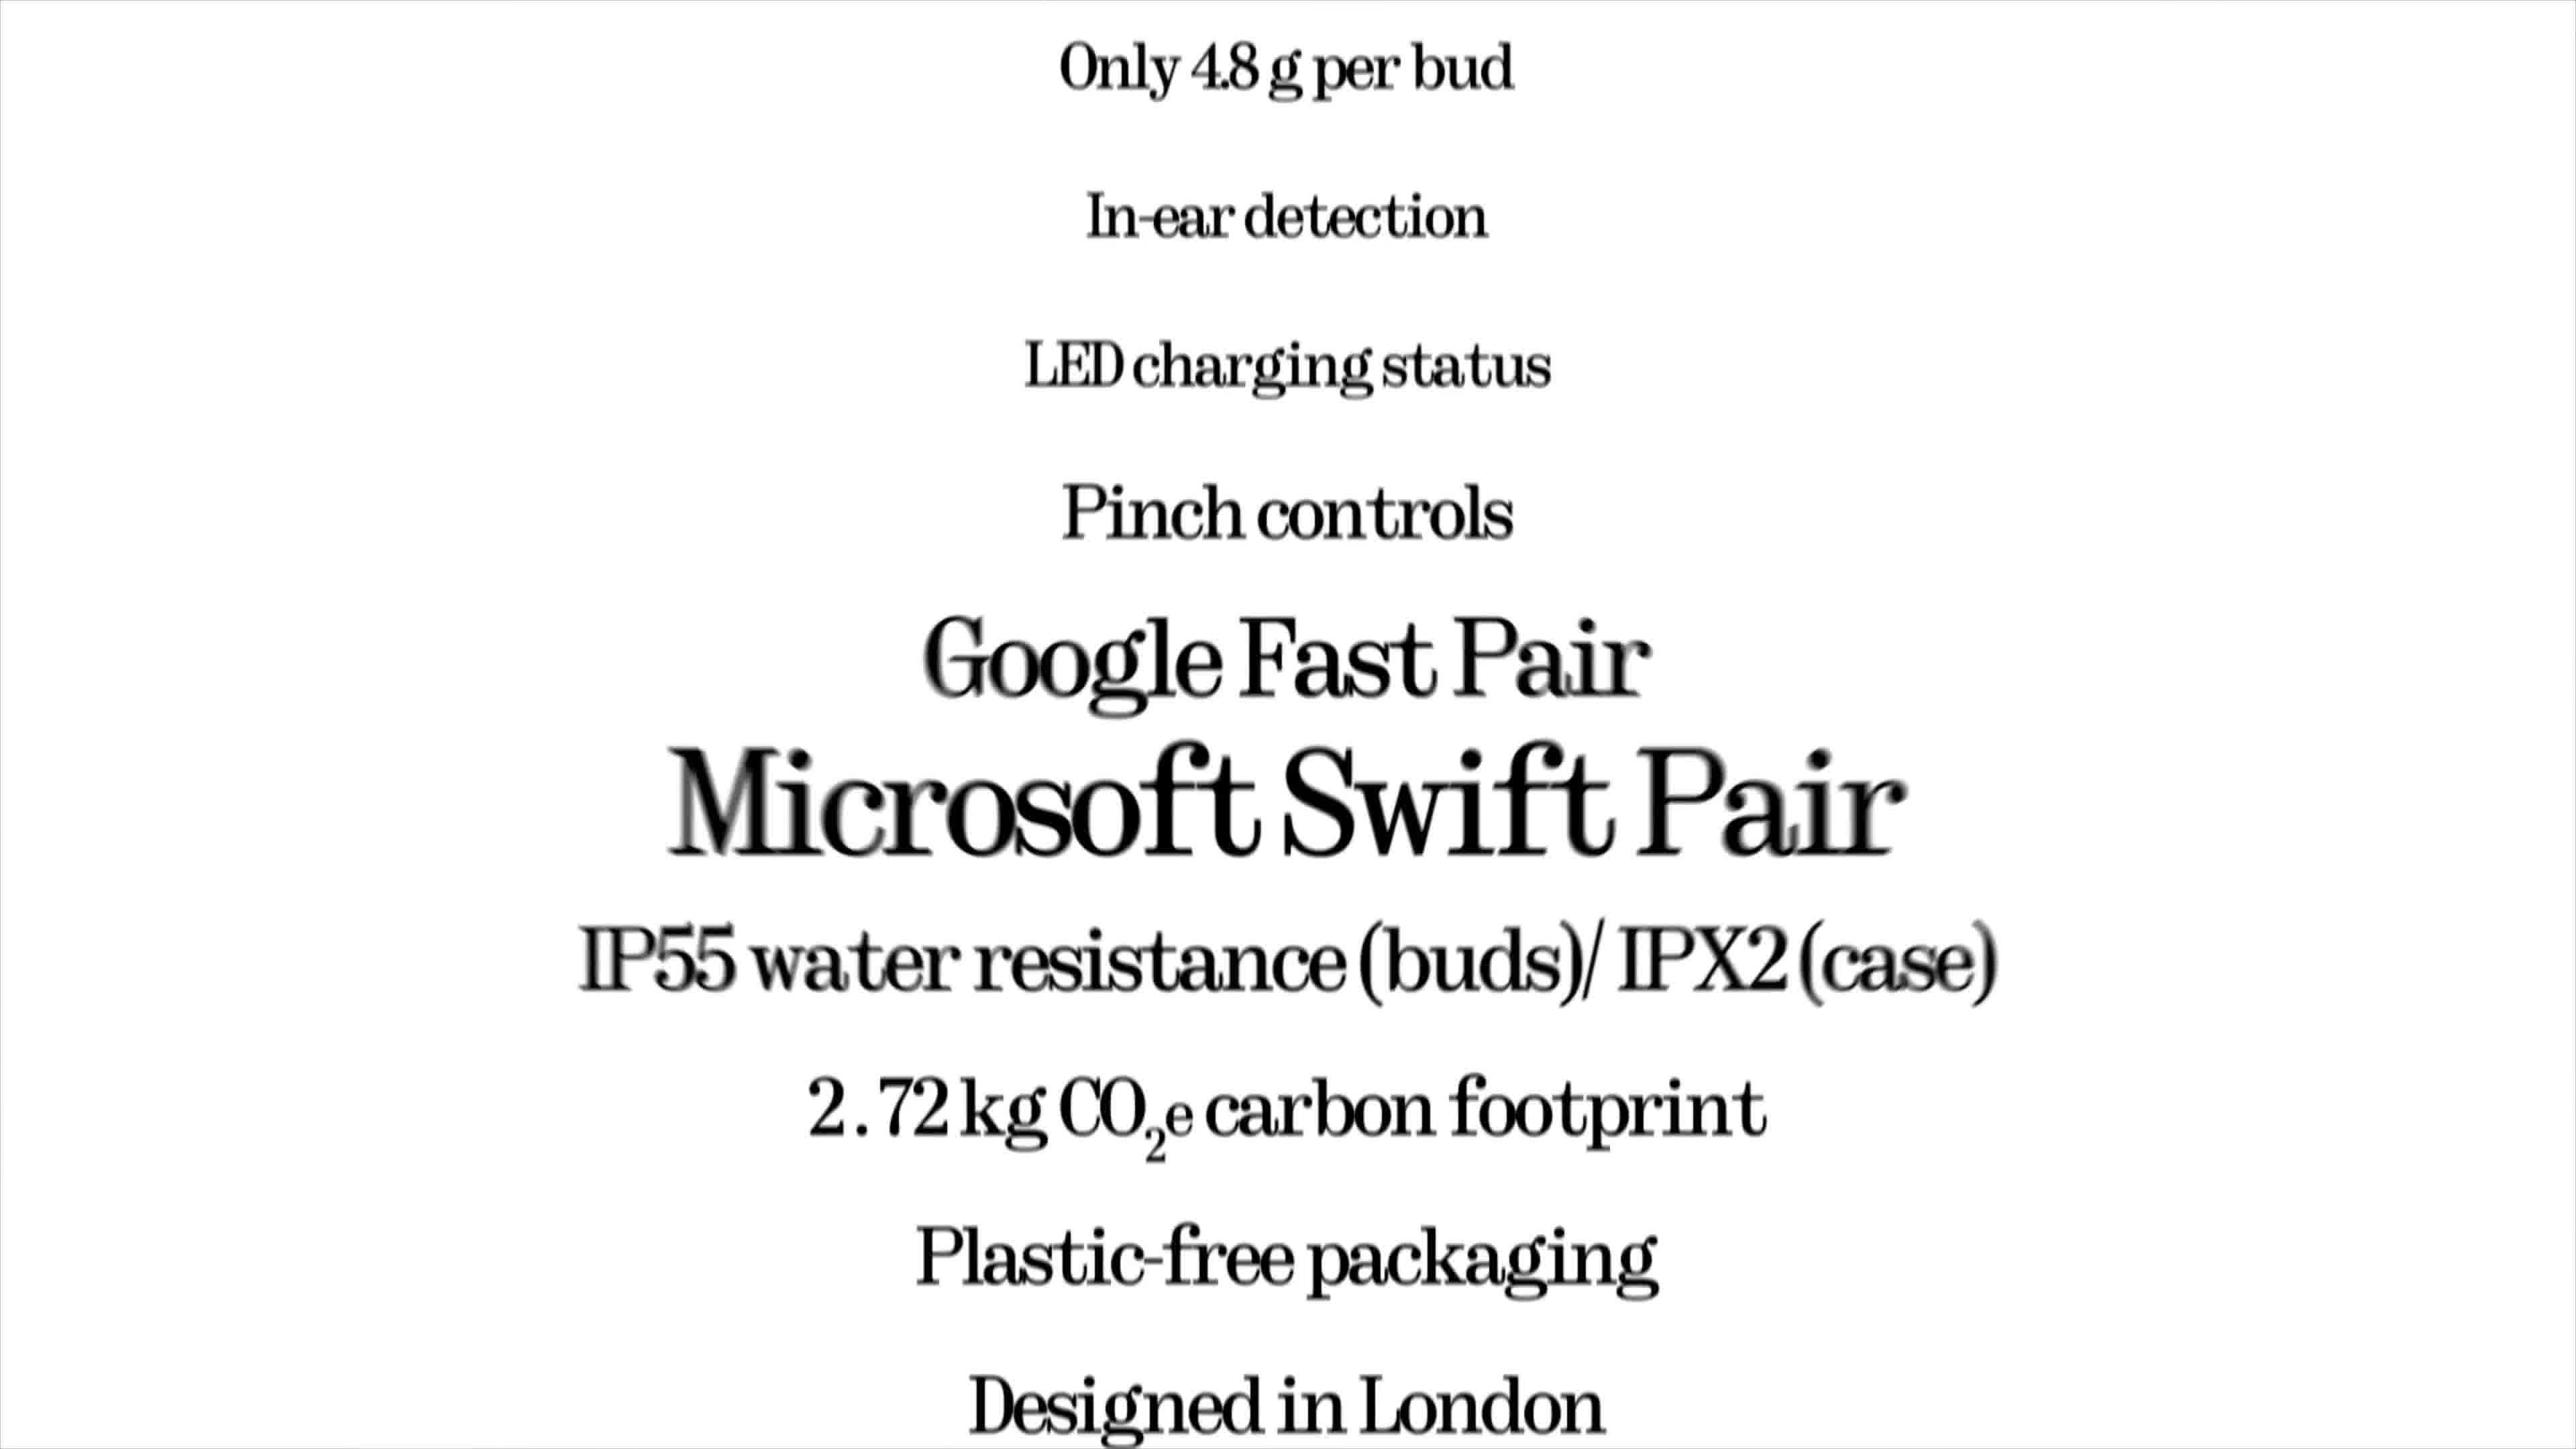 Only 4.8 g per bud
In-ear detection
LED charging status
Pinch controls
Google Fast Pair
Microsoft Swift Pair
IP55 water resistance (buds)/ IPX2 (case)
2.72 kg CO₂e carbon footprint
Plastic-free packaging
Designed in London